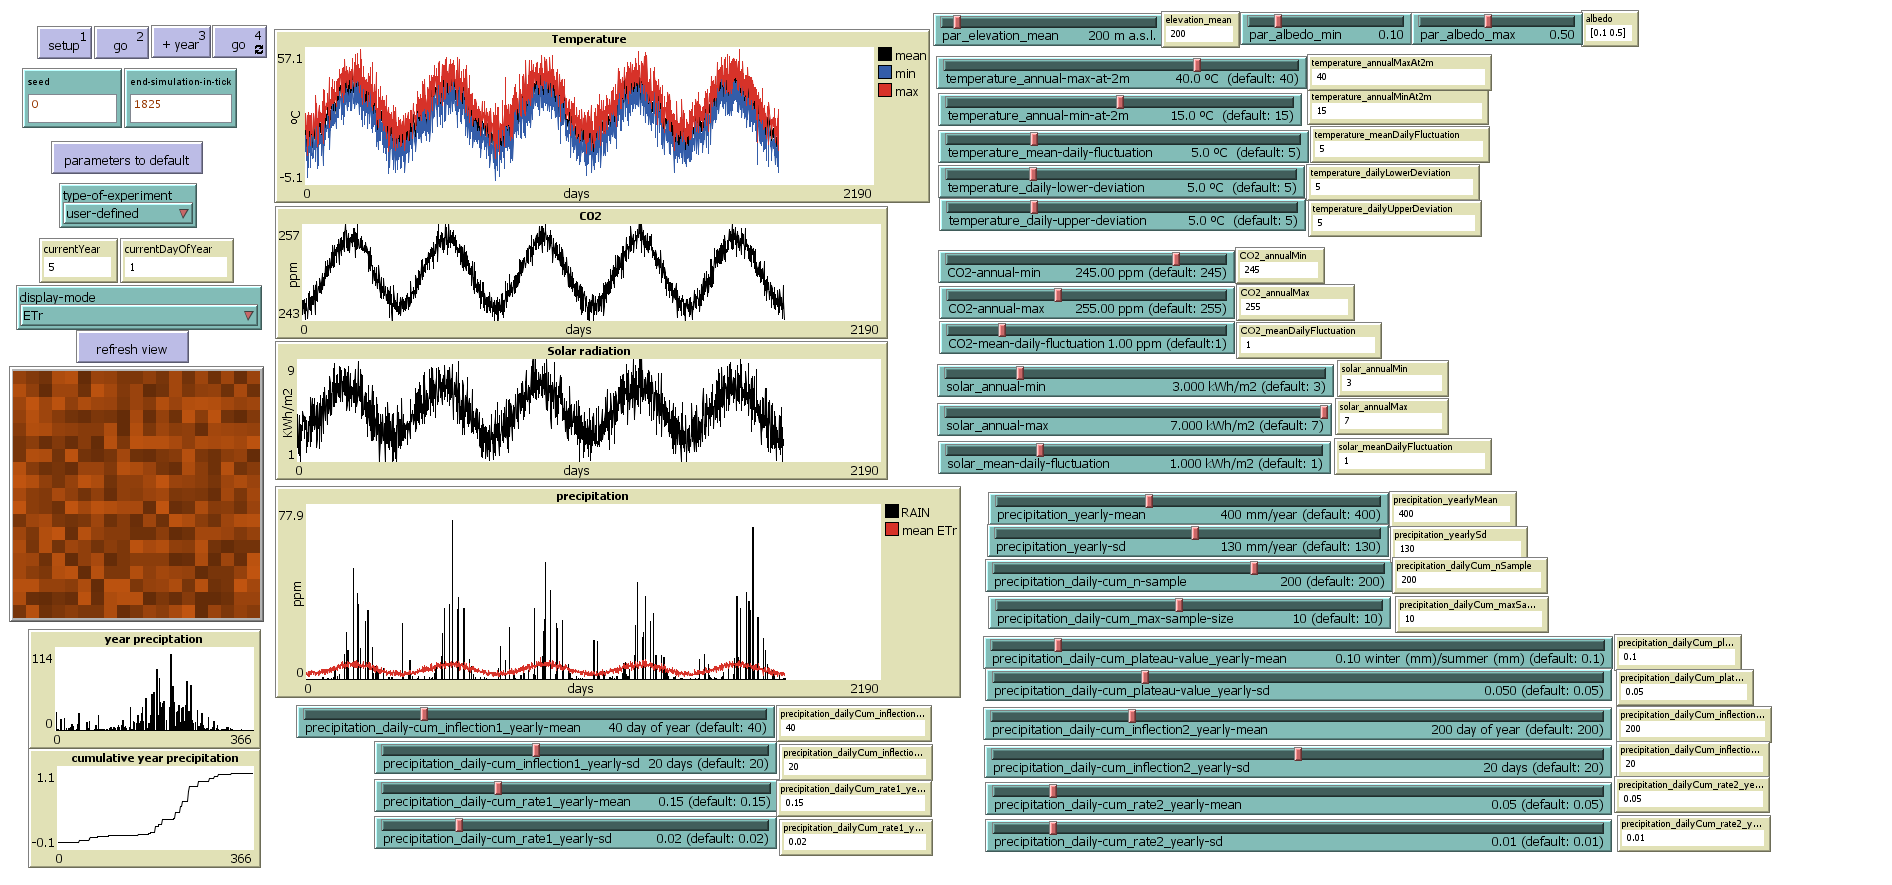 setup 1
go 2
+ year 3
go 4
seed
0
end-simulation-in-tick
1825
parameters to default
type-of-experiment
user-defined
currentYear
5
currentDayOfYear
1
display-mode
ETr
refresh view
year preciptation
114
0
0 366
cumulative year precipitation
1.1
-0.1
0 366
Temperature
57.1
ºC
-5.1
0 days 2190
mean
min
max
CO2
257
ppm
243
0 days 2190
Solar radiation
9
kWh/m2
1
0 days 2190
precipitation
77.9
ppm
0
0 days 2190
RAIN
mean ETr
precipitation_daily-cum_inflection1_yearly-mean 40 day of year (default: 40)
precipitation_dailyCum_inflection...
40
precipitation_daily-cum_inflection1_yearly-sd 20 days (default: 20)
precipitation_dailyCum_inflectio...
20
precipitation_daily-cum_rate1_yearly-mean 0.15 (default: 0.15)
precipitation_dailyCum_rate1_ye...
0.15
precipitation_daily-cum_rate1_yearly-sd 0.02 (default: 0.02)
precipitation_dailyCum_rate1_y...
0.02
par_elevation_mean 200 m a.s.l.
elevation_mean
200
par_albedo_min 0.10
par_albedo_max 0.50
albedo
[0.1 0.5]
temperature_annual-max-at-2m 40.0 ºC (default: 40)
temperature_annualMaxAt2m
40
temperature_annual-min-at-2m 15.0 ºC (default: 15)
temperature_annualMinAt2m
15
temperature_mean-daily-fluctuation 5.0 ºC (default: 5)
temperature_meanDailyFluctuation
5
temperature_daily-lower-deviation 5.0 ºC (default: 5)
temperature_dailyLowerDeviation
5
temperature_daily-upper-deviation 5.0 ºC (default: 5)
temperature_dailyUpperDeviation
5
CO2-annual-min 245.00 ppm (default: 245)
CO2_annualMin
245
CO2-annual-max 255.00 ppm (default: 255)
CO2_annualMax
255
CO2-mean-daily-fluctuation 1.00 ppm (default:1)
CO2_meanDailyFluctuation
1
solar_annual-min 3.000 kWh/m2 (default: 3)
solar_annualMin
3
solar_annual-max 7.000 kWh/m2 (default: 7)
solar_annualMax
7
solar_mean-daily-fluctuation 1.000 kWh/m2 (default: 1)
solar_meanDailyFluctuation
1
precipitation_yearly-mean 400 mm/year (default: 400)
precipitation_yearlyMean
400
precipitation_yearly-sd 130 mm/year (default: 130)
precipitation_yearlySd
130
precipitation_daily-cum_n-sample 200 (default: 200)
precipitation_dailyCum_nSample
200
precipitation_daily-cum_max-sample-size 10 (default: 10)
precipitation_dailyCum_maxSa...
10
precipitation_daily-cum_plateau-value_yearly-mean 0.10 winter (mm)/summer (mm) (default: 0.1)
precipitation_dailyCum_pl...
0.1
precipitation_daily-cum_plateau-value_yearly-sd 0.050 (default: 0.05)
precipitation_dailyCum_plat...
0.05
precipitation_daily-cum_inflection2_yearly-mean 200 day of year (default: 200)
precipitation_dailyCum_inflection...
200
precipitation_daily-cum_inflection2_yearly-sd 20 days (default: 20)
precipitation_dailyCum_inflectio...
20
precipitation_daily-cum_rate2_yearly-mean 0.05 (default: 0.05)
precipitation_dailyCum_rate2_ye...
0.05
precipitation_daily-cum_rate2_yearly-sd 0.01 (default: 0.01)
precipitation_dailyCum_rate2_y...
0.01